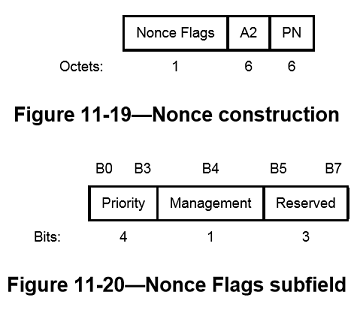 Nonce Flags A2 PN
Octets: 1 6 6
Figure 11-19—Nonce construction
B0 B3 B4 B5 B7
Priority Management Reserved
Bits: 4 1 3
Figure 11-20—Nonce Flags subfield